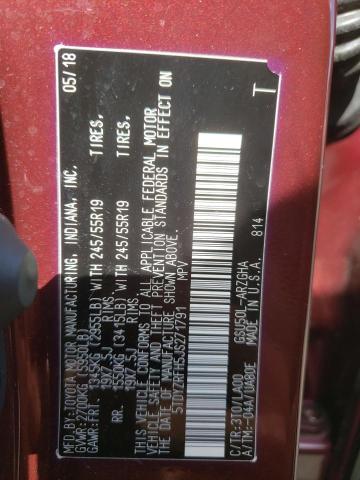 MFD.BY:TOYOTA MOTOR MANUFACTURING, INDIANA, INC. 05/18
GVWR:2700KG (5950LB)
GAWR:FRT. 1345KG (2955LB) WITH 245/55R19 TIRES,
19X7.5J RIMS.
RR. 1550KG (3415LB) WITH 245/55R19 TIRES,
19X7.5J RIMS.
THIS VEHICLE CONFORMS TO ALL APPLICABLE FEDERAL MOTOR
VEHICLE SAFETY AND THEFT PREVENTION STANDARDS IN EFFECT ON
THE DATE OF MANUFACTURE SHOWN ABOVE.
5TDYZRFH5JS271791 MPV T
C/TR:3T0/LA00 GSU50L-ARZGHA
A/TM:-04A/UA80E MADE IN U.S.A. 814